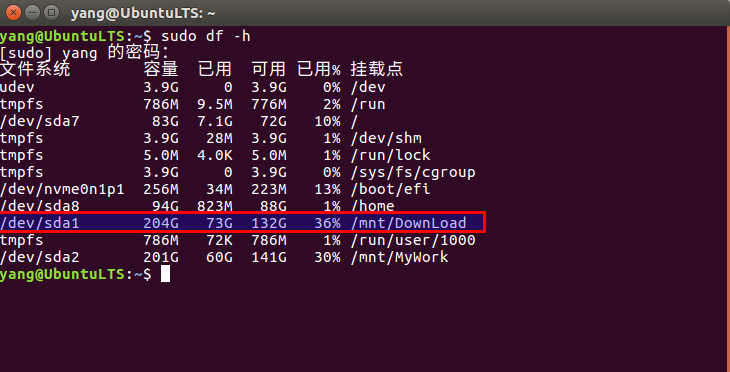 yang@UbuntuLTS: ~
yang@UbuntuLTS:~$ sudo df -h
[sudo] yang 的密码：
文件系统 容量 已用 可用 已用% 挂载点
udev 3.9G 0 3.9G 0% /dev
tmpfs 786M 9.5M 776M 2% /run
/dev/sda7 83G 7.1G 72G 10% /
tmpfs 3.9G 28M 3.9G 1% /dev/shm
tmpfs 5.0M 4.0K 5.0M 1% /run/lock
tmpfs 3.9G 0 3.9G 0% /sys/fs/cgroup
/dev/nvme0n1p1 256M 34M 223M 13% /boot/efi
/dev/sda8 94G 823M 88G 1% /home
/dev/sda1 204G 73G 132G 36% /mnt/DownLoad
tmpfs 786M 72K 786M 1% /run/user/1000
/dev/sda2 201G 60G 141G 30% /mnt/MyWork
yang@UbuntuLTS:~$